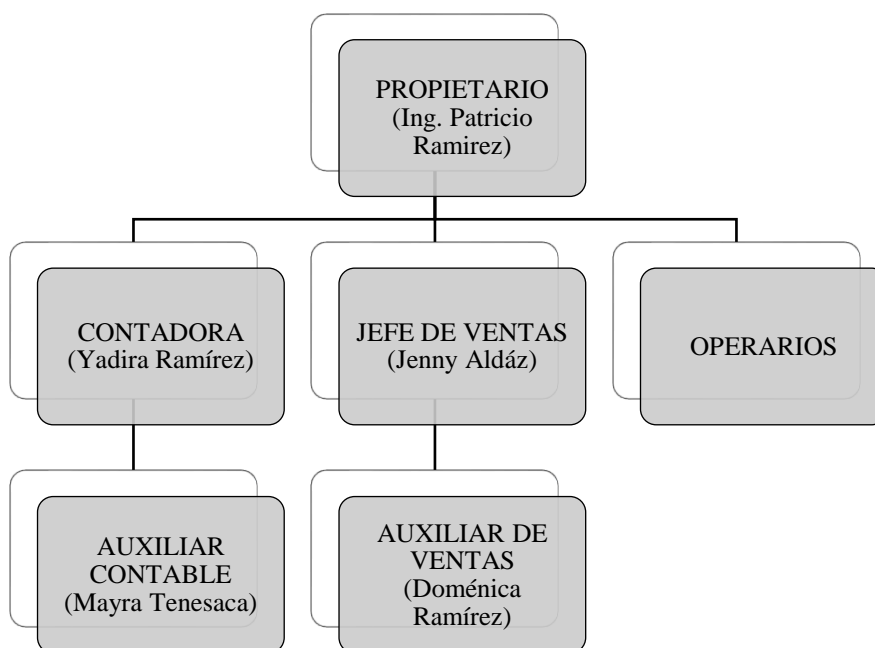 PROPIETARIO
(Ing. Patricio
Ramirez)
CONTADORA
(Yadira Ramírez)
JEFE DE VENTAS
(Jenny Aldáz)
OPERARIOS
AUXILIAR
CONTABLE
(Mayra Tenesaca)
AUXILIAR DE
VENTAS
(Doménica
Ramírez)